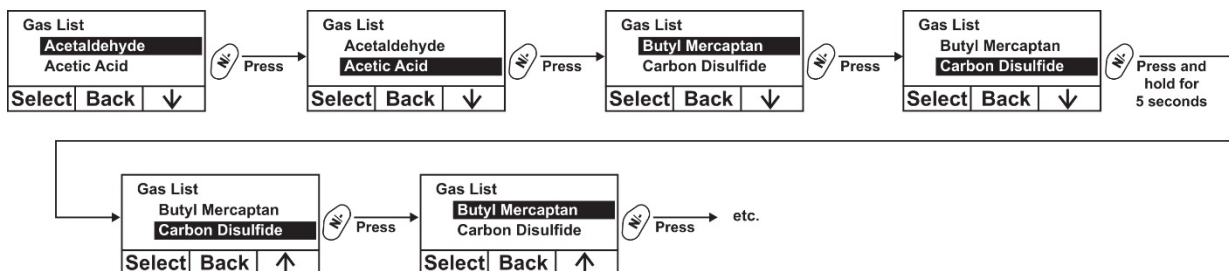 Gas List
Acetaldehyde
Acetic Acid
Select Back ↓
N/-
Press
Gas List
Acetaldehyde
Acetic Acid
Select Back ↓
N/-
Press
Gas List
Butyl Mercaptan
Carbon Disulfide
Select Back ↓
N/-
Press
Gas List
Butyl Mercaptan
Carbon Disulfide
Select Back ↓
N/-
Press and
hold for
5 seconds
Gas List
Butyl Mercaptan
Carbon Disulfide
Select Back ↑
N/-
Press
Gas List
Butyl Mercaptan
Carbon Disulfide
Select Back ↑
N/-
Press
etc.